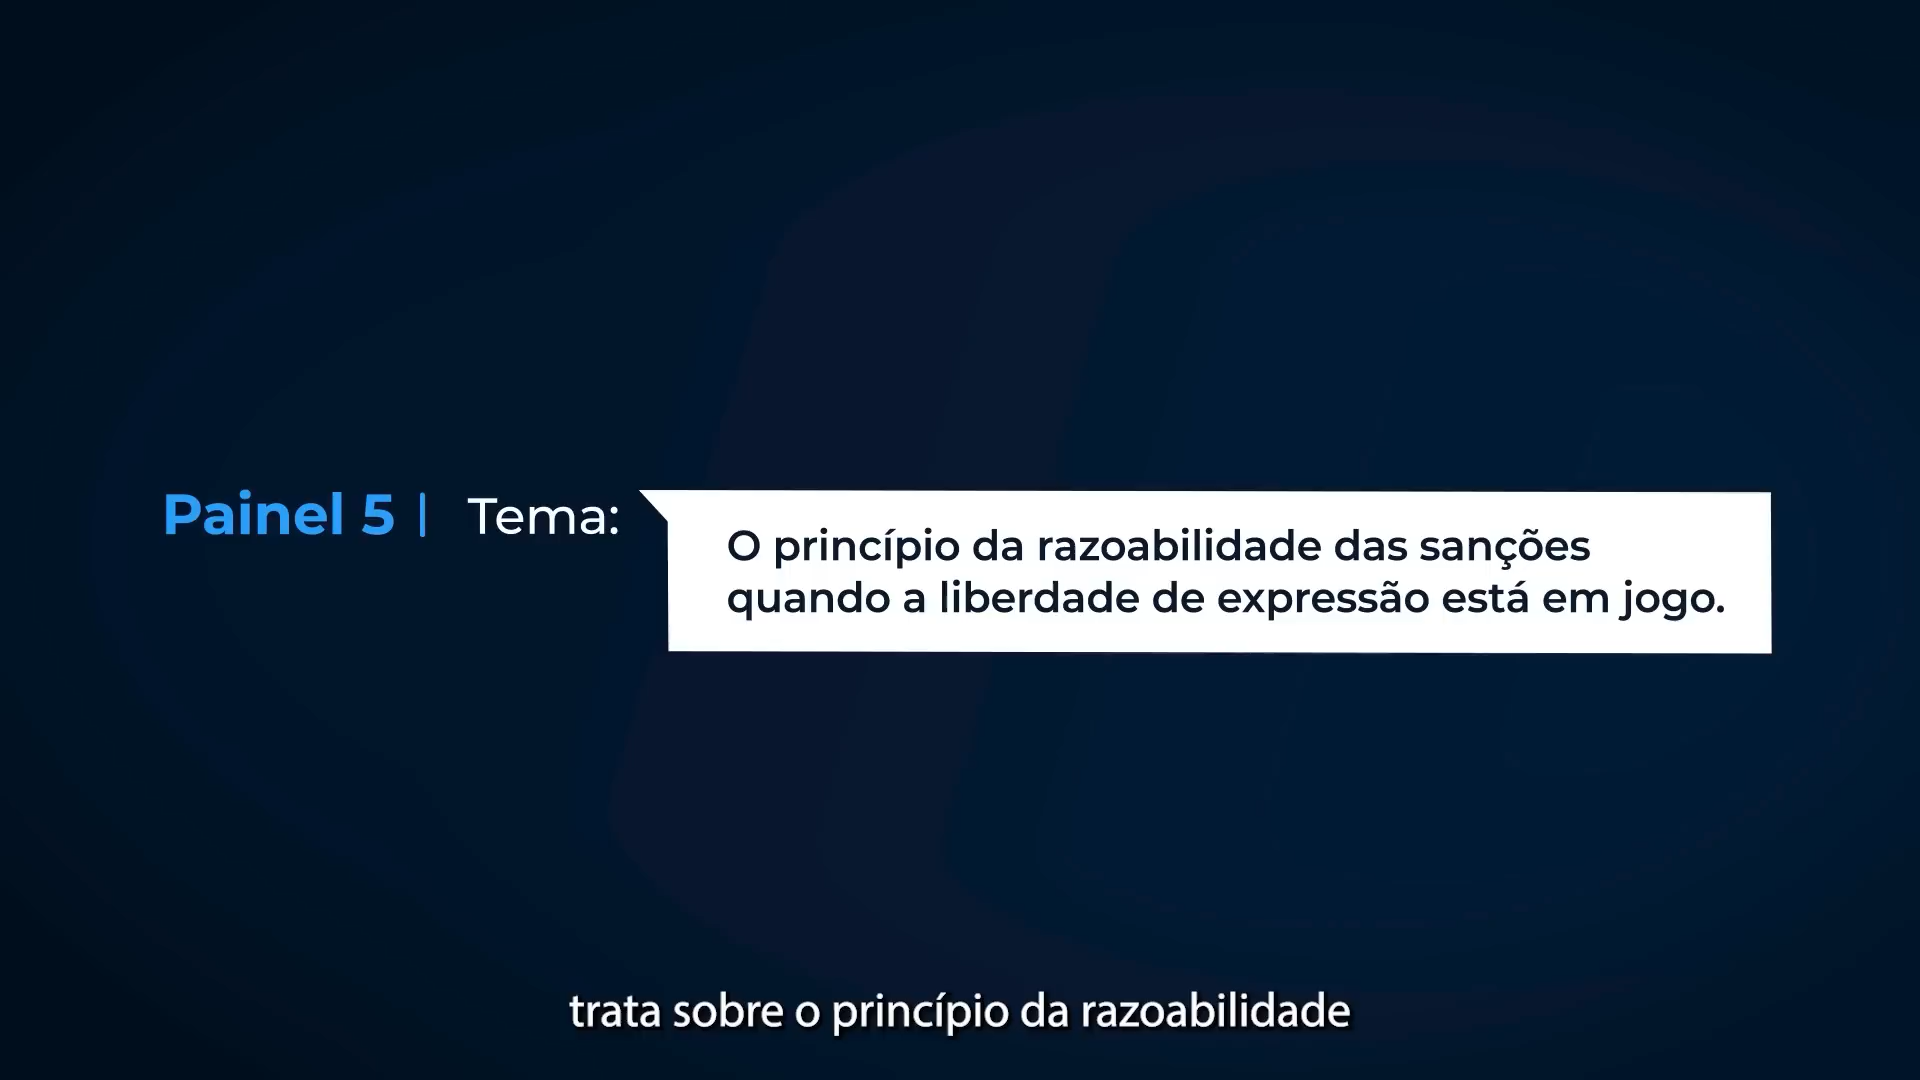 Painel 5 | Tema:
O princípio da razoabilidade das sanções
quando a liberdade de expressão está em jogo.
trata sobre o princípio da razoabilidade